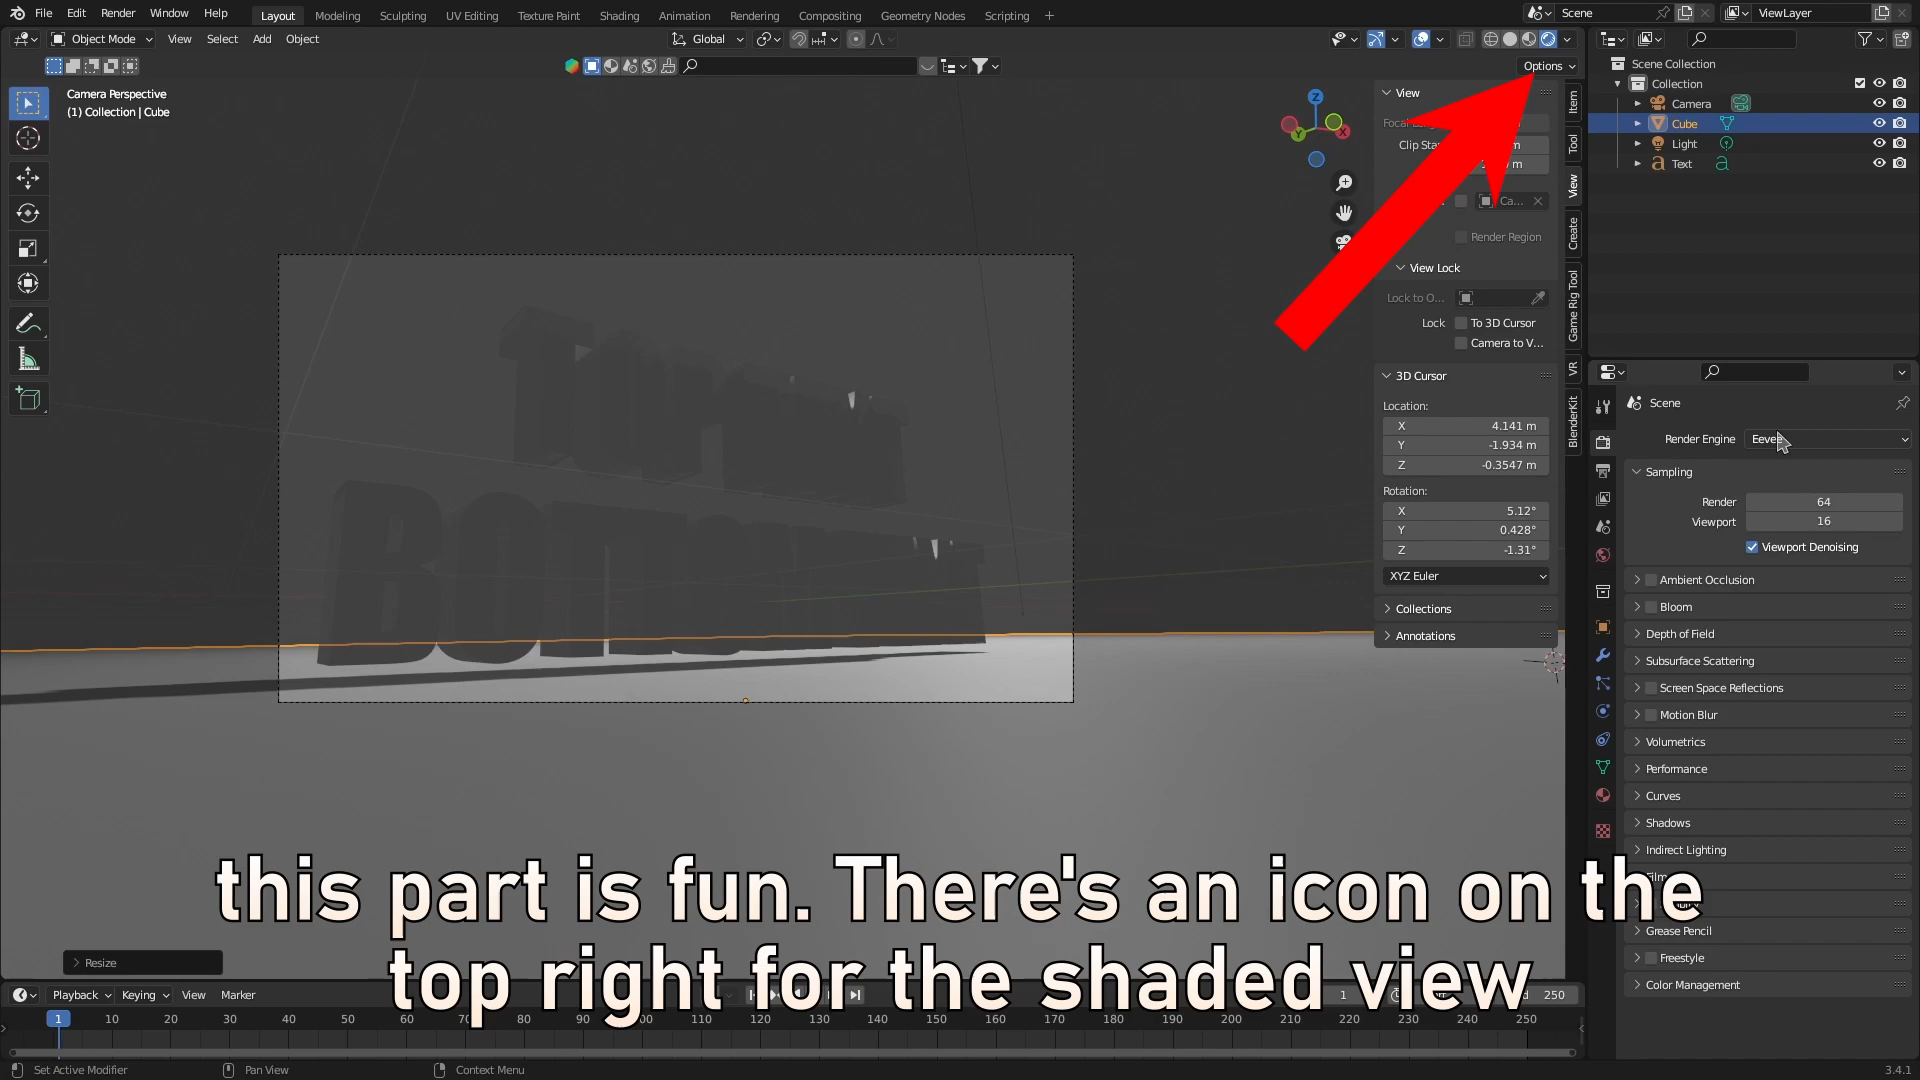 File Edit Render Window Help Layout Modeling Sculpting UV Editing Texture Paint Shading Animation Rendering Compositing Geometry Nodes Scripting + Scene ViewLayer
Object Mode View Select Add Object Global
Options
Camera Perspective
(1) Collection | Cube
View
Clip Sta
m
m
Ca...
Render Region
View Lock
Lock to O...
Lock To 3D Cursor
Camera to V...
3D Cursor
Location:
X 4.141 m
Y -1.934 m
Z -0.3547 m
Rotation:
X 5.12°
Y 0.428°
Z -1.31°
XYZ Euler
Collections
Annotations
Item
Tool
View
Create
Game Rig Tool
VR
BlenderKit
Z
Y
X
Scene Collection
Collection
Camera
Cube
Light
Text
Scene
Render Engine Eevee
Sampling
Render 64
Viewport 16
Viewport Denoising
Ambient Occlusion
Bloom
Depth of Field
Subsurface Scattering
Screen Space Reflections
Motion Blur
Volumetrics
Performance
Curves
Shadows
Indirect Lighting
Film
Grease Pencil
Freestyle
Color Management
this part is fun. There's an icon on the
top right for the shaded view
Resize
Playback Keying View Marker 1 250
1 10 20 30 40 50 60 80 90 100 110 120 130 140 150 160 170 180 190 200 210 220 230 240 250
Set Active Modifier Pan View Context Menu 3.4.1